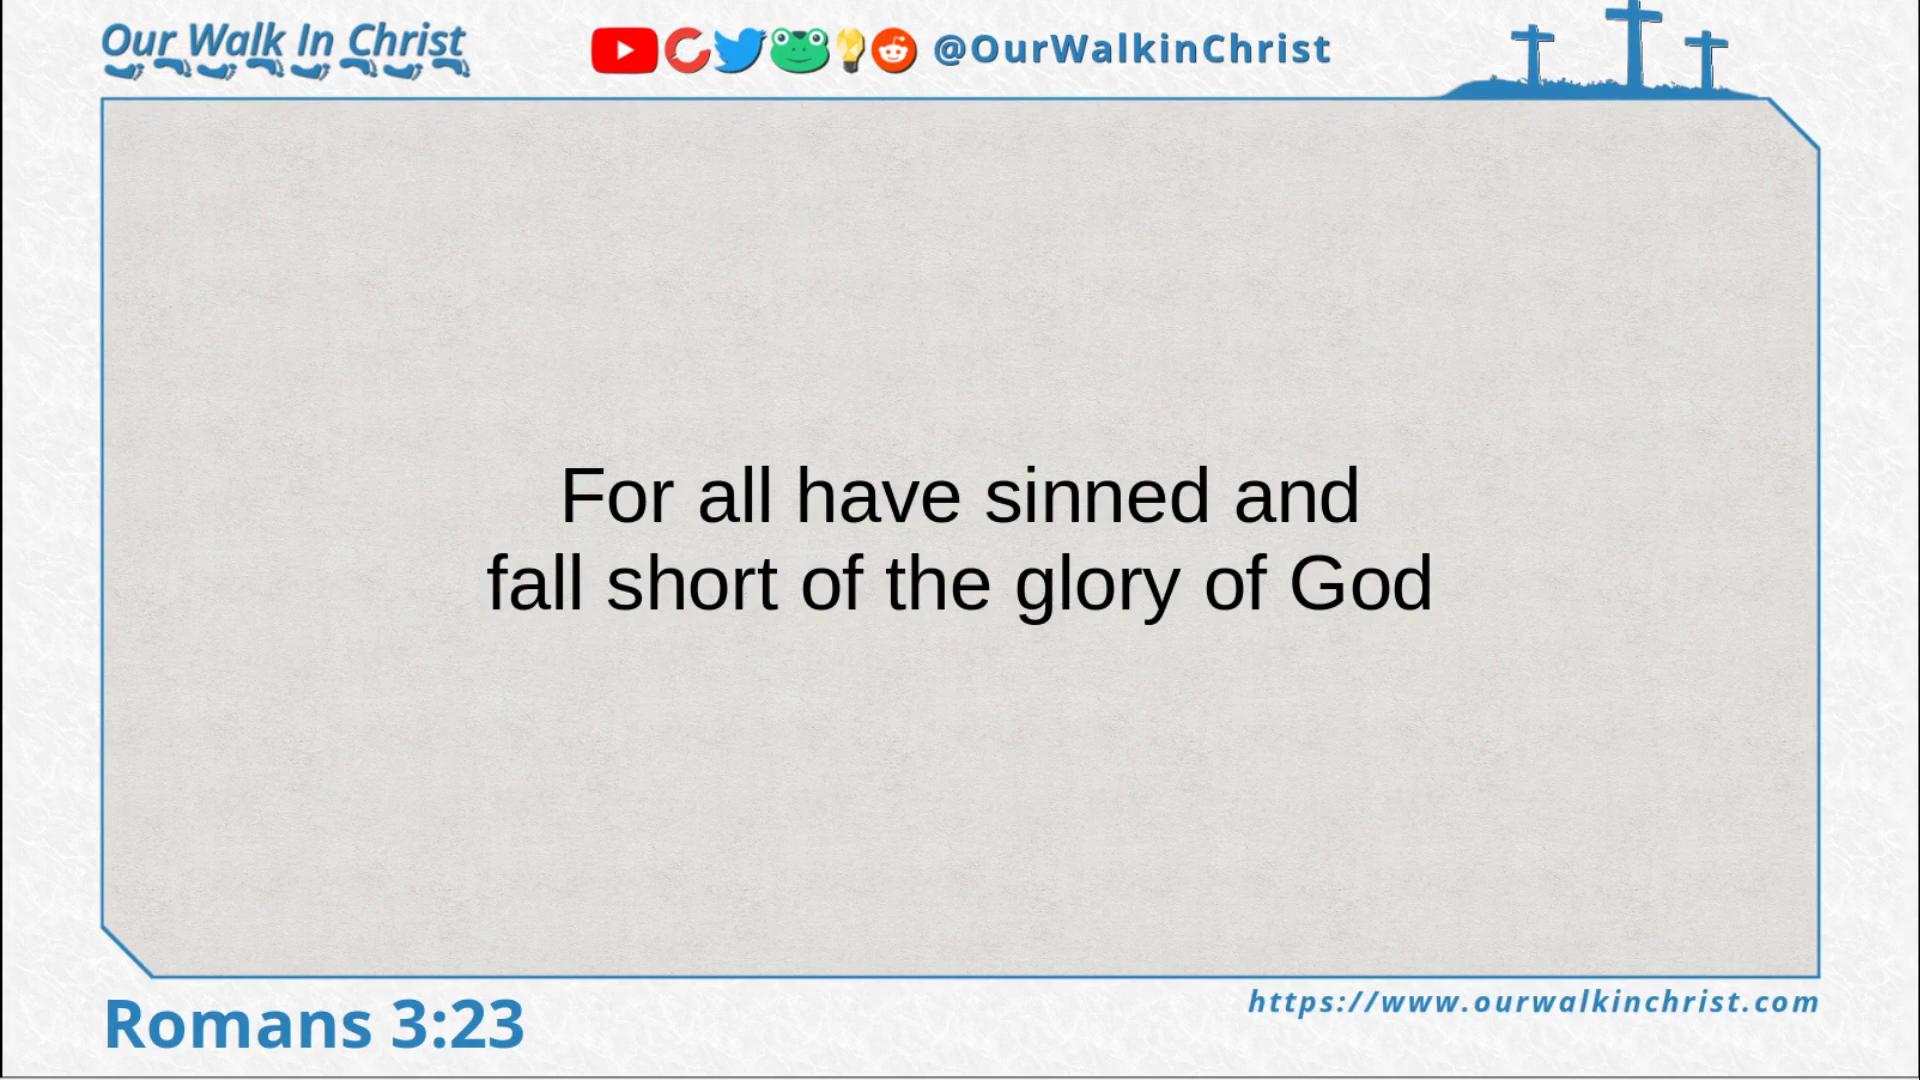 Our Walk In Christ
@OurWalkinChrist
For all have sinned and
fall short of the glory of God
Romans 3:23
https://www.ourwalkinchrist.com